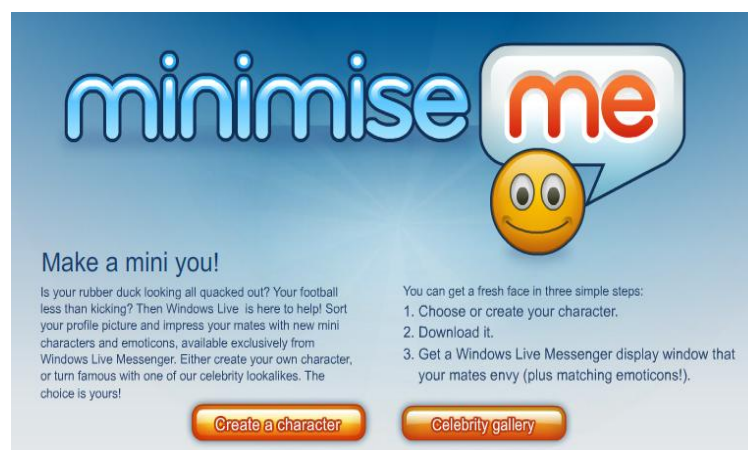 minimise me
Make a mini you!
Is your rubber duck looking all quacked out? Your football
less than kicking? Then Windows Live is here to help! Sort
your profile picture and impress your mates with new mini
characters and emoticons, available exclusively from
Windows Live Messenger. Either create your own character,
or turn famous with one of our celebrity lookalikes. The
choice is yours!
You can get a fresh face in three simple steps:
1. Choose or create your character.
2. Download it.
3. Get a Windows Live Messenger display window that
your mates envy (plus matching emoticons!).
Create a character
Celebrity gallery